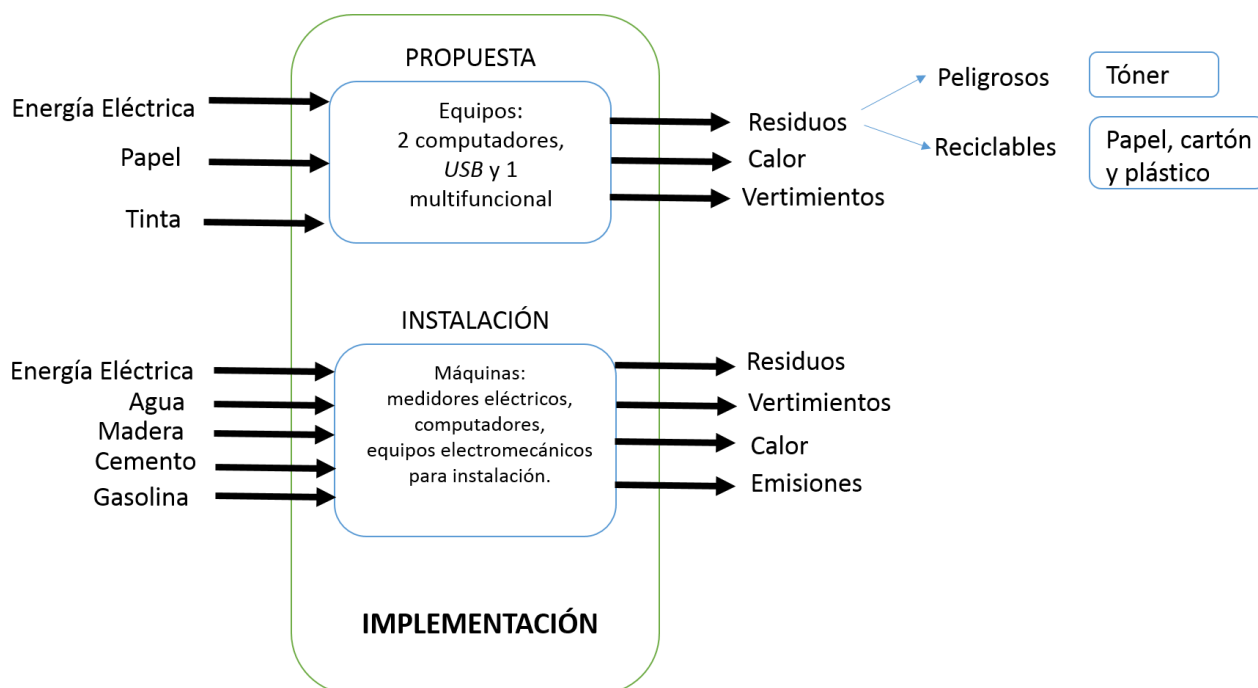 PROPUESTA
Energía Eléctrica
Papel
Tinta
Equipos:
2 computadores,
USB y 1
multifuncional
Residuos
Calor
Vertimientos
Peligrosos
Tóner
Reciclables
Papel, cartón
y plástico
INSTALACIÓN
Energía Eléctrica
Agua
Madera
Cemento
Gasolina
Máquinas:
medidores eléctricos,
computadores,
equipos electromecánicos
para instalación.
Residuos
Vertimientos
Calor
Emisiones
IMPLEMENTACIÓN